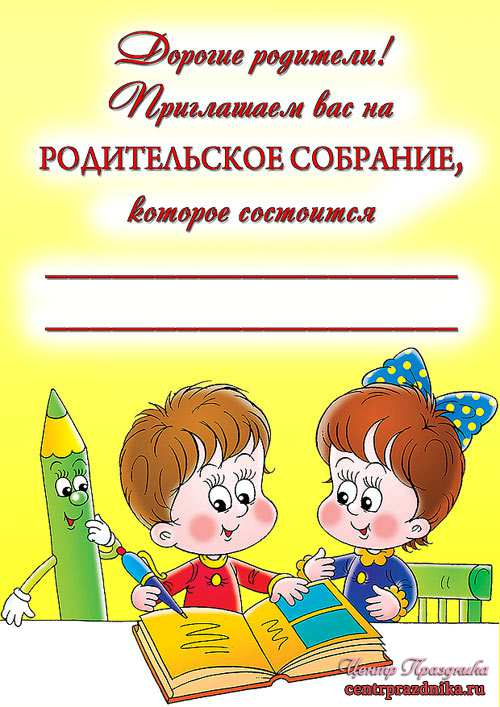 Дорогие родители!
Приглашаем вас на
РОДИТЕЛЬСКОЕ СОБРАНИЕ,
которое состоится
Центр Праздника
centrprazdnika.ru